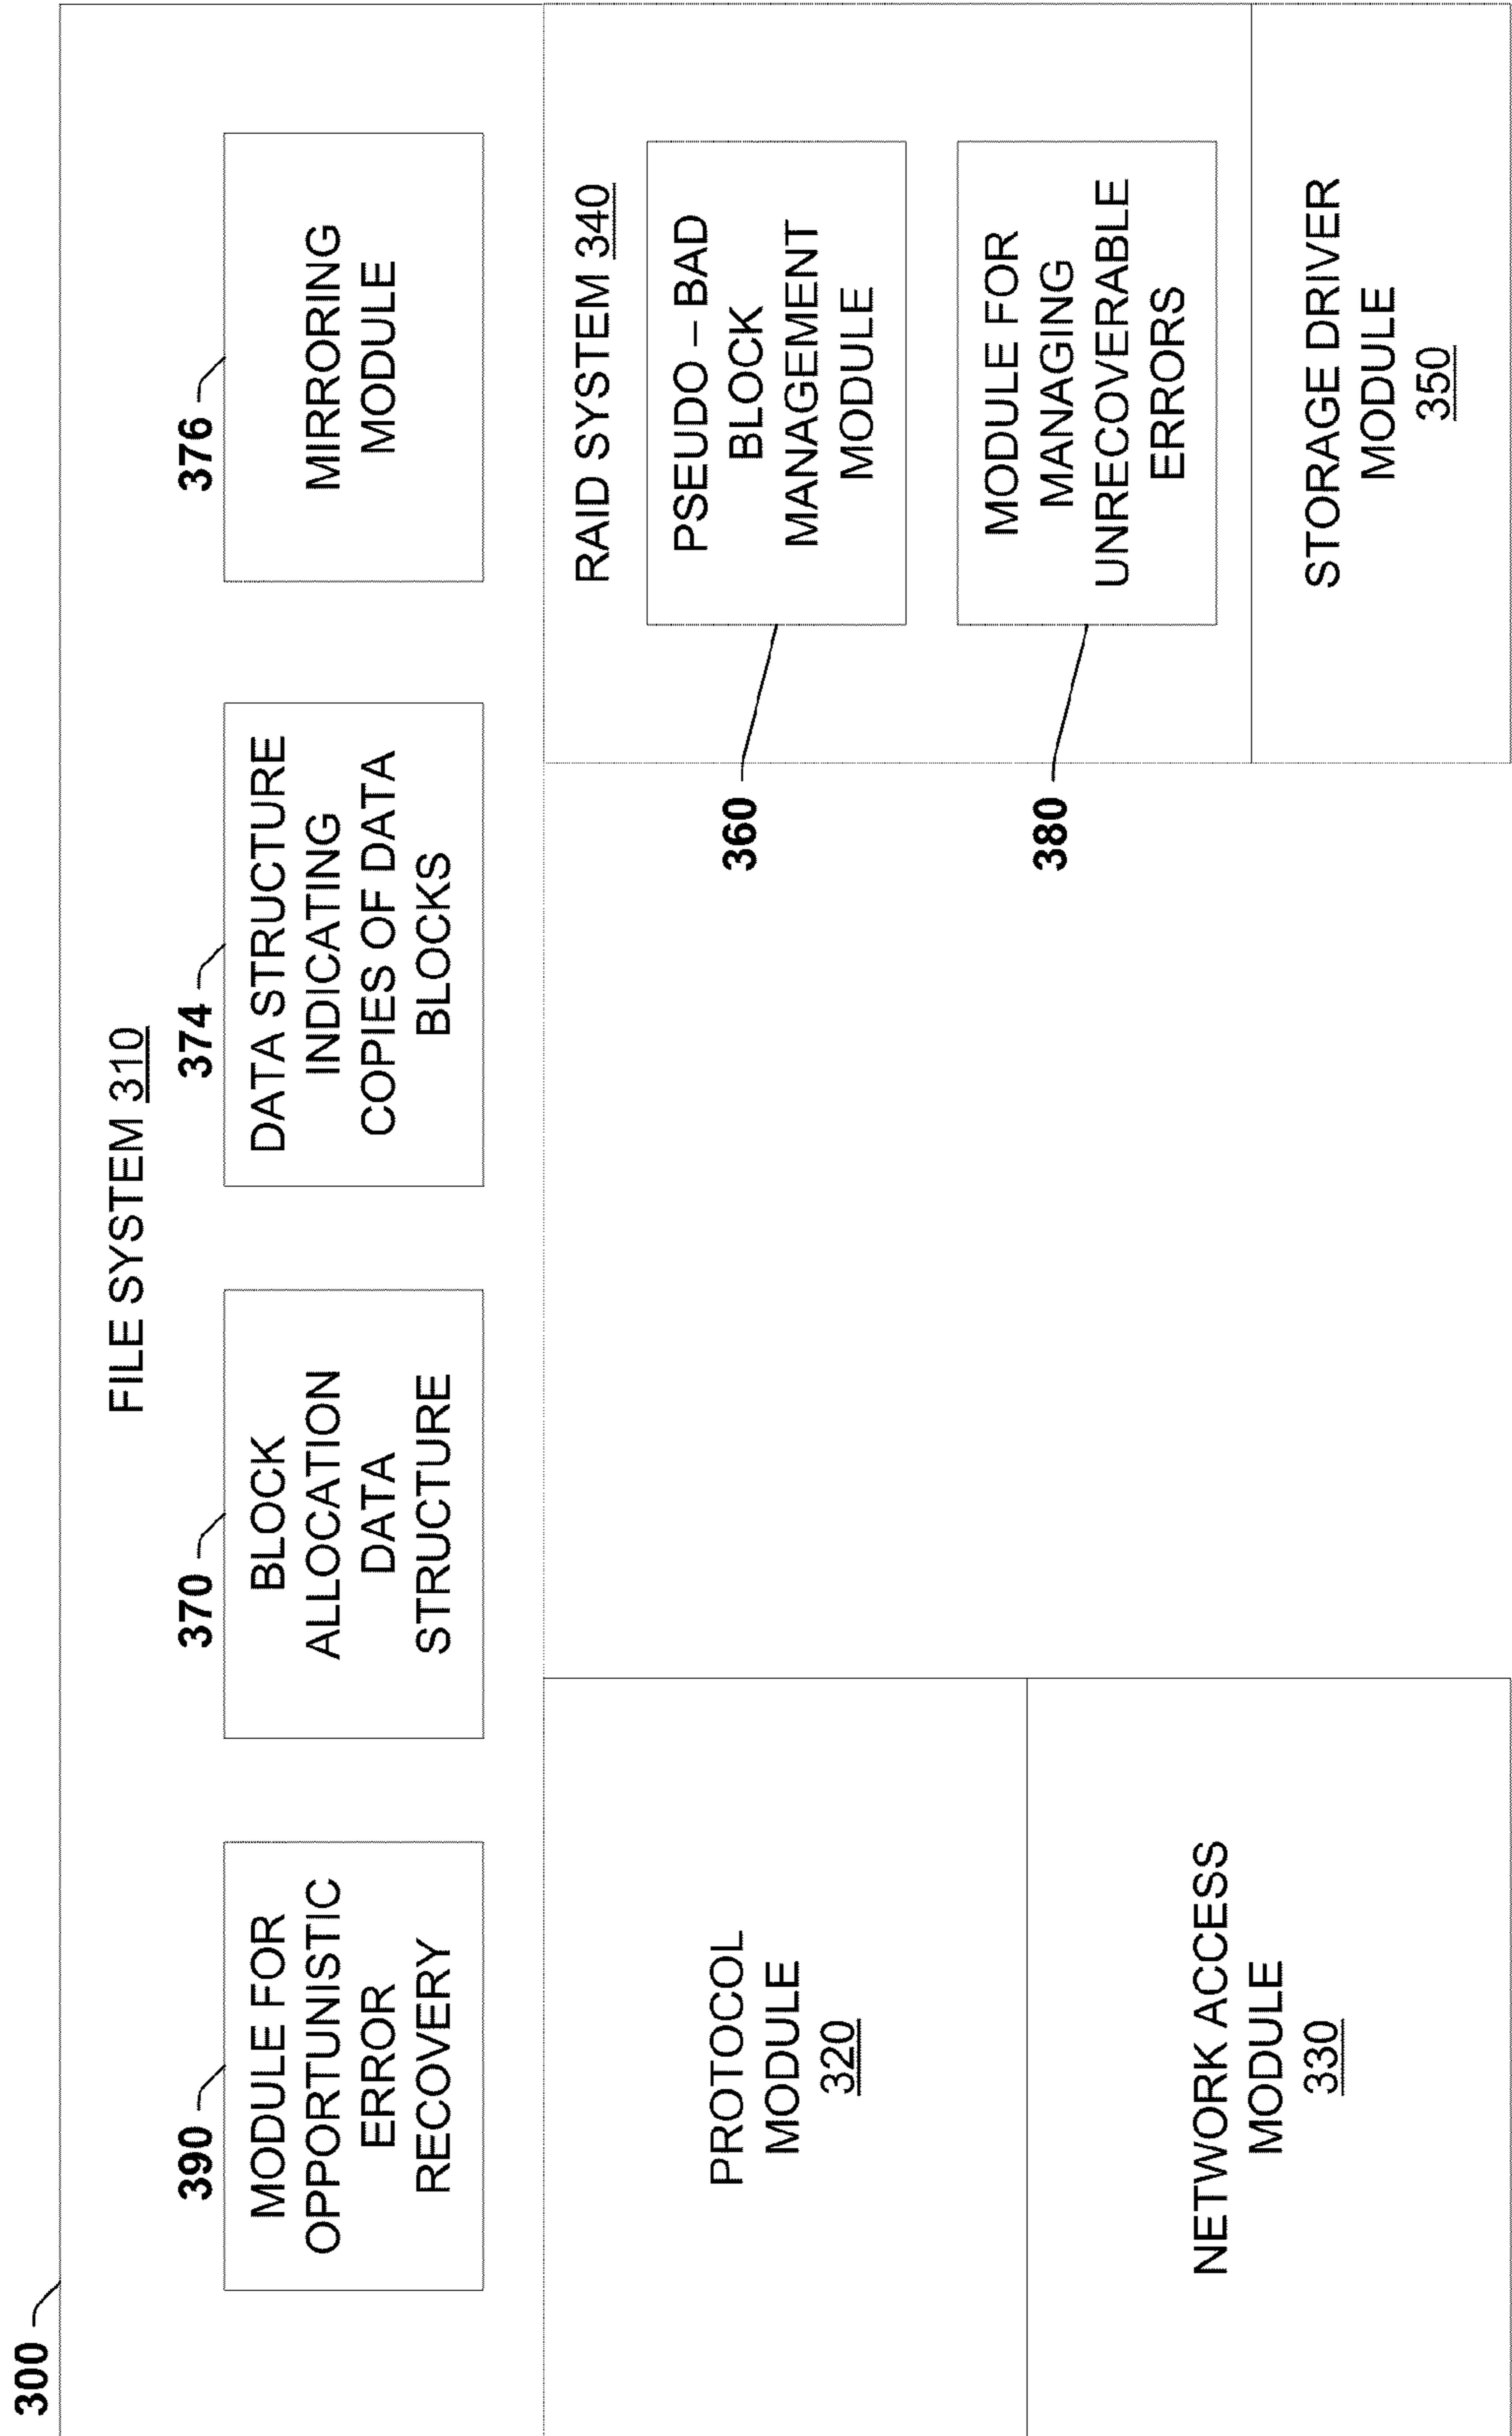 300
FILE SYSTEM 310
390
MODULE FOR
OPPORTUNISTIC
ERROR
RECOVERY
370
BLOCK
ALLOCATION
DATA
STRUCTURE
374
DATA STRUCTURE
INDICATING
COPIES OF DATA
BLOCKS
376
MIRRORING
MODULE
PROTOCOL
MODULE
320
NETWORK ACCESS
MODULE
330
RAID SYSTEM 340
360
PSEUDO – BAD
BLOCK
MANAGEMENT
MODULE
380
MODULE FOR
MANAGING
UNRECOVERABLE
ERRORS
STORAGE DRIVER
MODULE
350